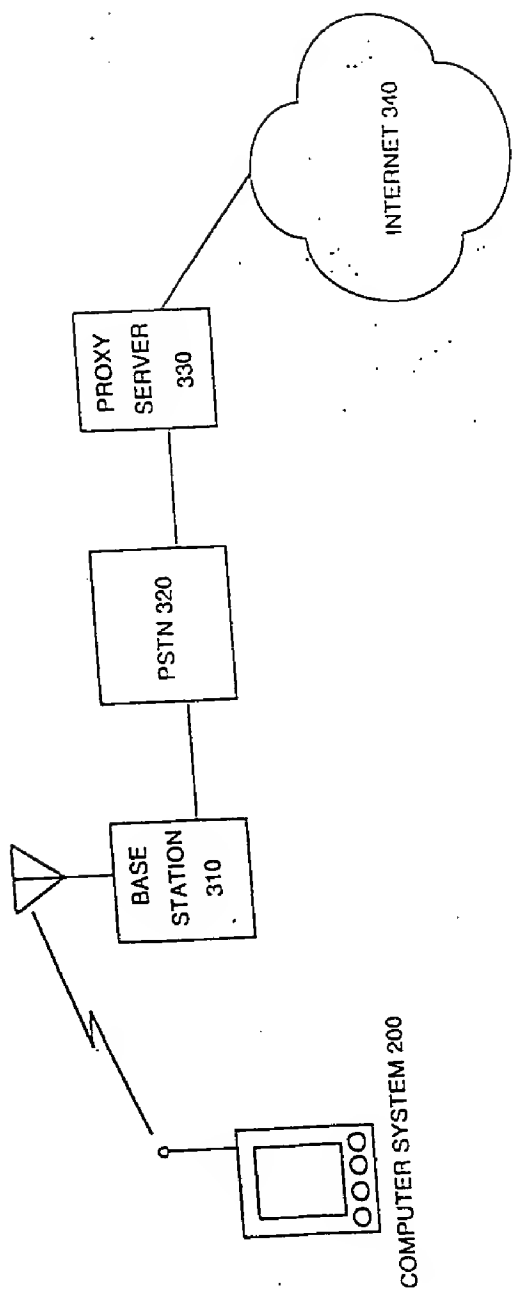 COMPUTER SYSTEM 200
BASE
STATION
310
PSTN 320
PROXY
SERVER
330
INTERNET 340